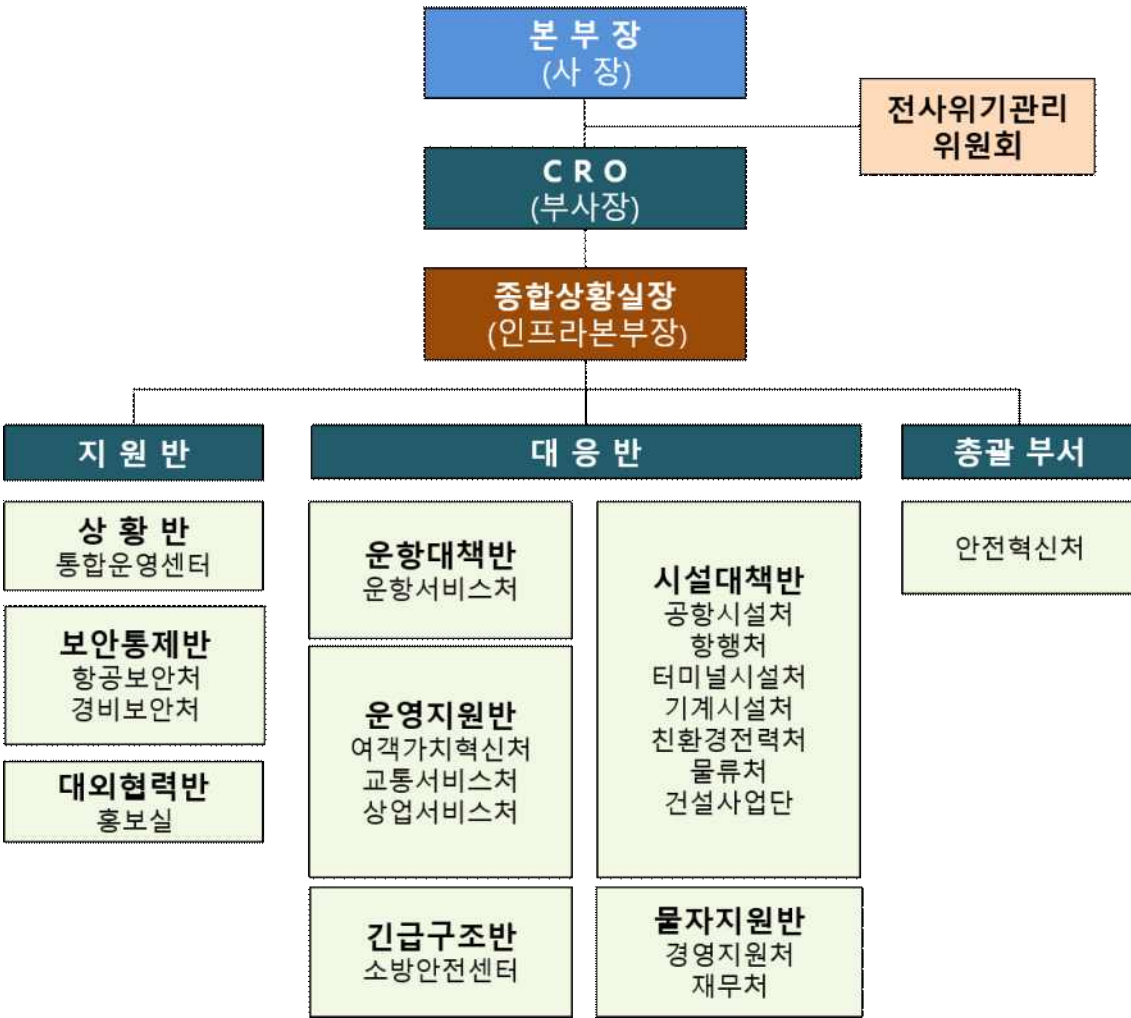 본 부 장
(사 장)
전사위기관리
위원회
C R O
(부사장)
종합상황실장
(인프라본부장)
지 원 반
대 응 반
총괄 부서
상 황 반
통합운영센터
보안통제반
항공보안처
경비보안처
대외협력반
홍보실
운항대책반
운항서비스처
운영지원반
여객가치혁신처
교통서비스처
상업서비스처
긴급구조반
소방안전센터
시설대책반
공항시설처
항행처
터미널시설처
기계시설처
친환경전력처
물류처
건설사업단
물자지원반
경영지원처
재무처
안전혁신처